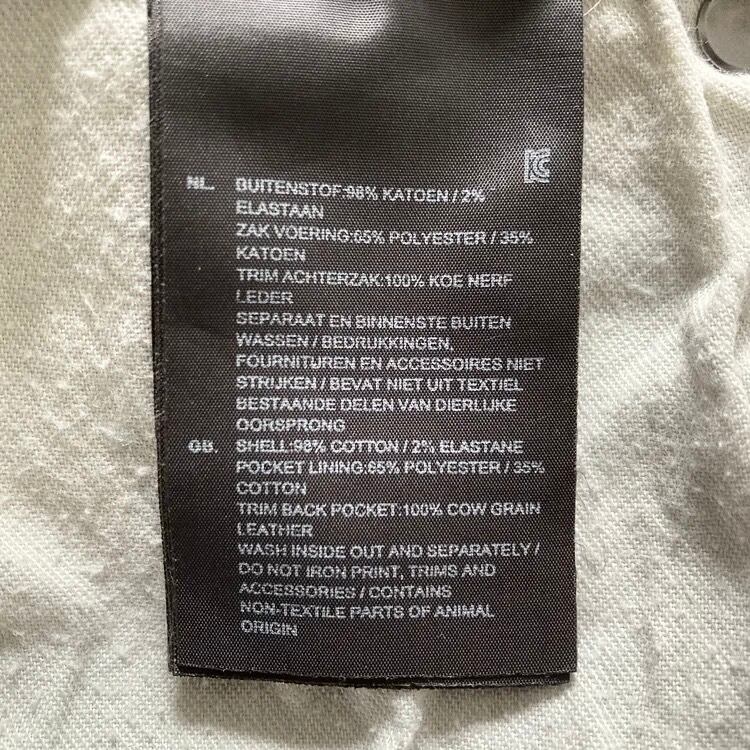 NL. BUITENSTOF:98% KATOEN / 2%
ELASTAAN
ZAK VOERING:65% POLYESTER / 35%
KATOEN
TRIM ACHTERZAK:100% KOE NERF
LEDER
SEPARAAT EN BINNENSTE BUITEN
WASSEN / BEDRUKKINGEN,
FOURNITUREN EN ACCESSOIRES NIET
STRIJKEN / BEVAT NIET UIT TEXTIEL
BESTAANDE DELEN VAN DIERLIJKE
OORSPRONG
GB. SHELL:98% COTTON / 2% ELASTANE
POCKET LINING:65% POLYESTER / 35%
COTTON
TRIM BACK POCKET:100% COW GRAIN
LEATHER
WASH INSIDE OUT AND SEPARATELY /
DO NOT IRON PRINT, TRIMS AND
ACCESSORIES / CONTAINS
NON-TEXTILE PARTS OF ANIMAL
ORIGIN